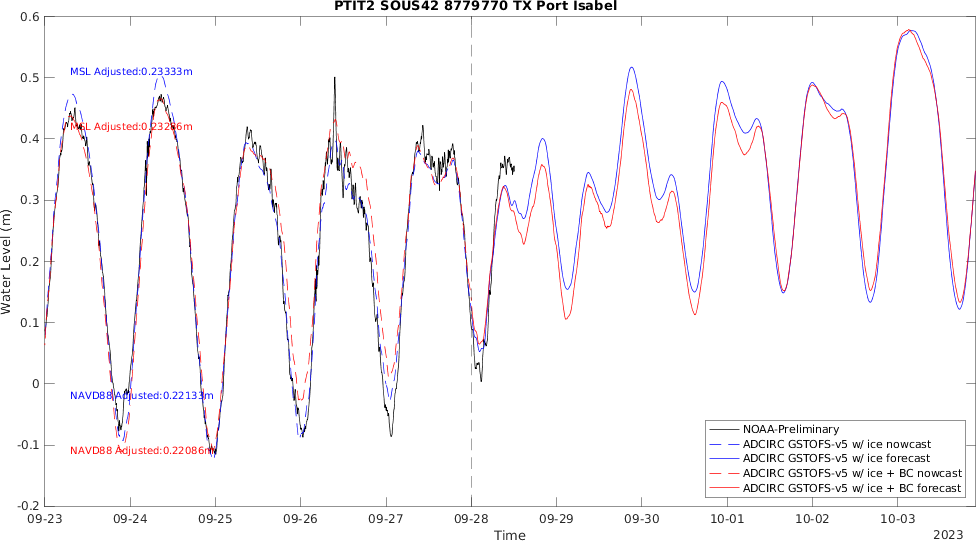 PTIT2 SOUS42 8779770 TX Port Isabel
0.6
0.5
0.4
0.3
0.2
0.1
0
-0.1
-0.2
Water Level (m)
MSL Adjusted:0.23333m
MSL Adjusted:0.23286m
NAVD88 Adjusted:0.22133m
NAVD88 Adjusted:0.22086m
NOAA-Preliminary
ADCIRC GSTOFS-v5 w/ ice nowcast
ADCIRC GSTOFS-v5 w/ ice forecast
ADCIRC GSTOFS-v5 w/ ice + BC nowcast
ADCIRC GSTOFS-v5 w/ ice + BC forecast
09-23 09-24 09-25 09-26 09-27 09-28 09-29 09-30 10-01 10-02 10-03
Time
2023